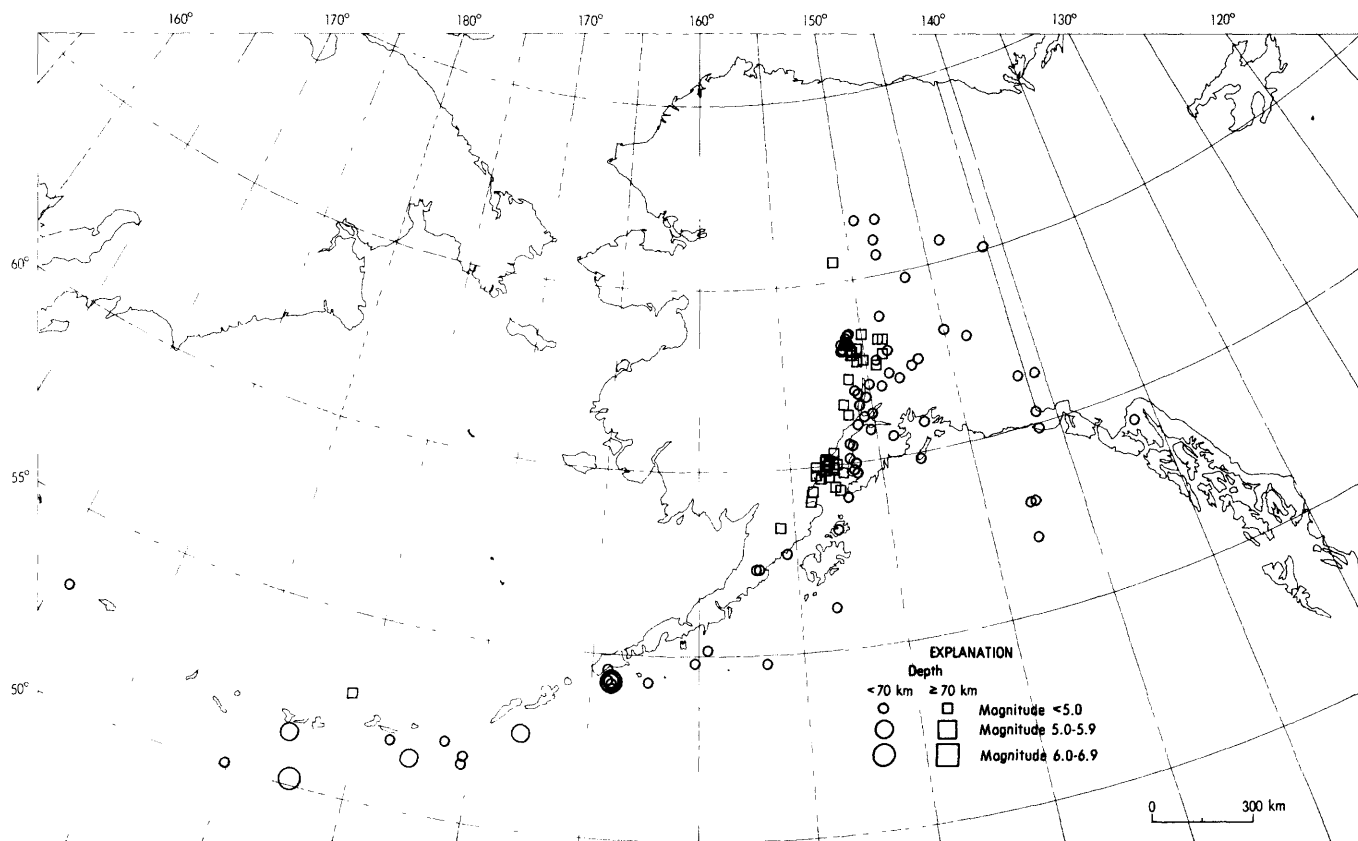 160° 170° 180° 170° 160° 150° 140° 130° 120°
60°
55°
50°
EXPLANATION
Depth
<70 km ≥70 km
Magnitude <5.0
Magnitude 5.0-5.9
Magnitude 6.0-6.9
0 300 km